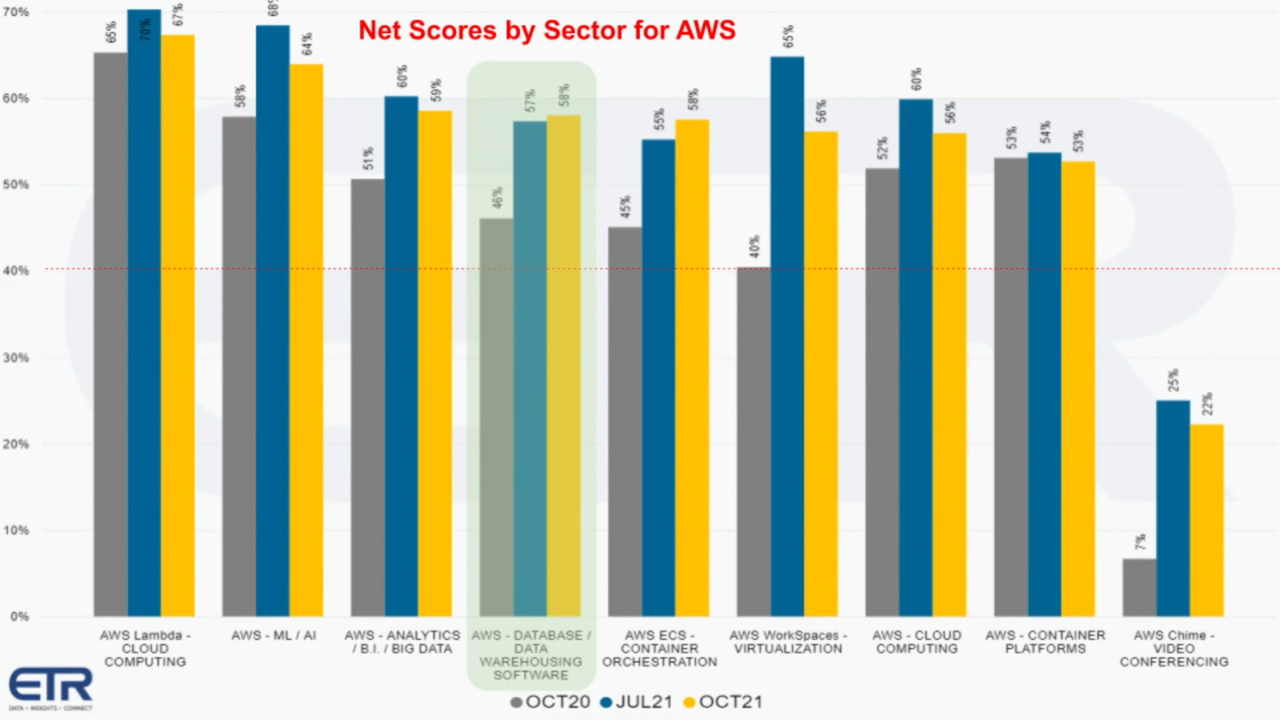 Net Scores by Sector for AWS
70%
60%
50%
40%
30%
20%
10%
0%
65%
70%
67%
58%
68%
64%
51%
60%
59%
46%
57%
58%
45%
55%
58%
40%
65%
56%
52%
60%
56%
53%
54%
53%
7%
25%
22%
AWS Lambda -
CLOUD
COMPUTING
AWS - ML / AI
AWS - ANALYTICS
/ B.I. / BIG DATA
AWS - DATABASE /
DATA
WAREHOUSING
SOFTWARE
AWS ECS -
CONTAINER
ORCHESTRATION
AWS WorkSpaces -
VIRTUALIZATION
AWS - CLOUD
COMPUTING
AWS - CONTAINER
PLATFORMS
AWS Chime -
VIDEO
CONFERENCING
OCT20 JUL21 OCT21
ETR
DATA • INSIGHTS • CONNECT